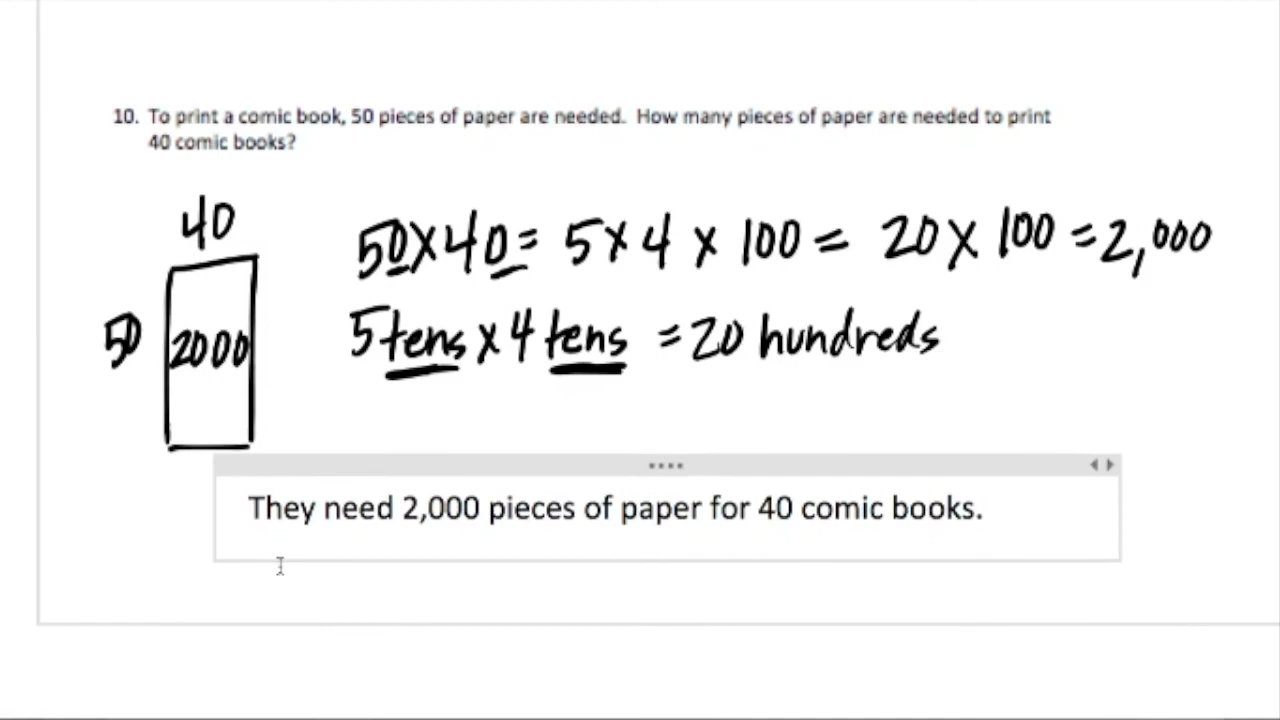 10. To print a comic book, 50 pieces of paper are needed. How many pieces of paper are needed to print
40 comic books?
40
50 2000
50X40= 5x4 x 100 = 20 x 100 =2,000
5 tens x 4 tens =20 hundreds
They need 2,000 pieces of paper for 40 comic books.